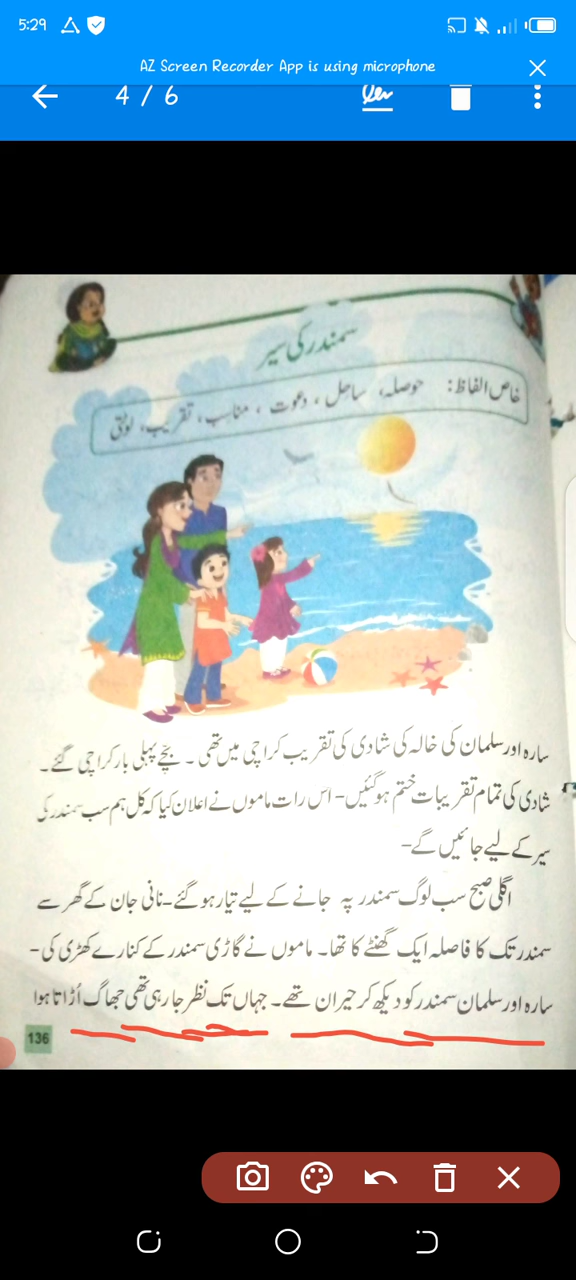 5:29
AZ Screen Recorder App is using microphone
4 / 6
سمندر کی سیر
خاص الفاظ: حوصلہ، ساحل، دعوت، مناسب، تقریب، لوٹتی
سارہ اور سلمان کی خالہ کی شادی کی تقریب کراچی میں تھی۔ بچے پہلی بار کراچی گئے۔
شادی کی تمام تقریبات ختم ہوگئیں- اس رات ماموں نے اعلان کیا کہ کل ہم سب سمندر کی
سیر کے لیے جائیں گے-
اگلی صبح سب لوگ سمندر پہ جانے کے لیے تیار ہو گئے۔نانی جان کے گھر سے
سمندر تک کا فاصلہ ایک گھنٹے کا تھا۔ ماموں نے گاڑی سمندر کے کنارے کھڑی کی-
سارہ اور سلمان سمندر کو دیکھ کر حیران تھے۔ جہاں تک نظر جا رہی تھی جھاگ اُڑاتا ہوا
136